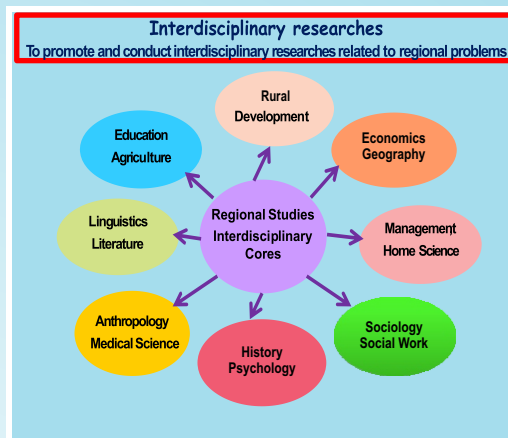 Interdisciplinary researches
To promote and conduct interdisciplinary researches related to regional problems
Rural
Development
Education
Agriculture
Economics
Geography
Linguistics
Literature
Regional Studies
Interdisciplinary
Cores
Management
Home Science
Anthropology
Medical Science
History
Psychology
Sociology
Social Work